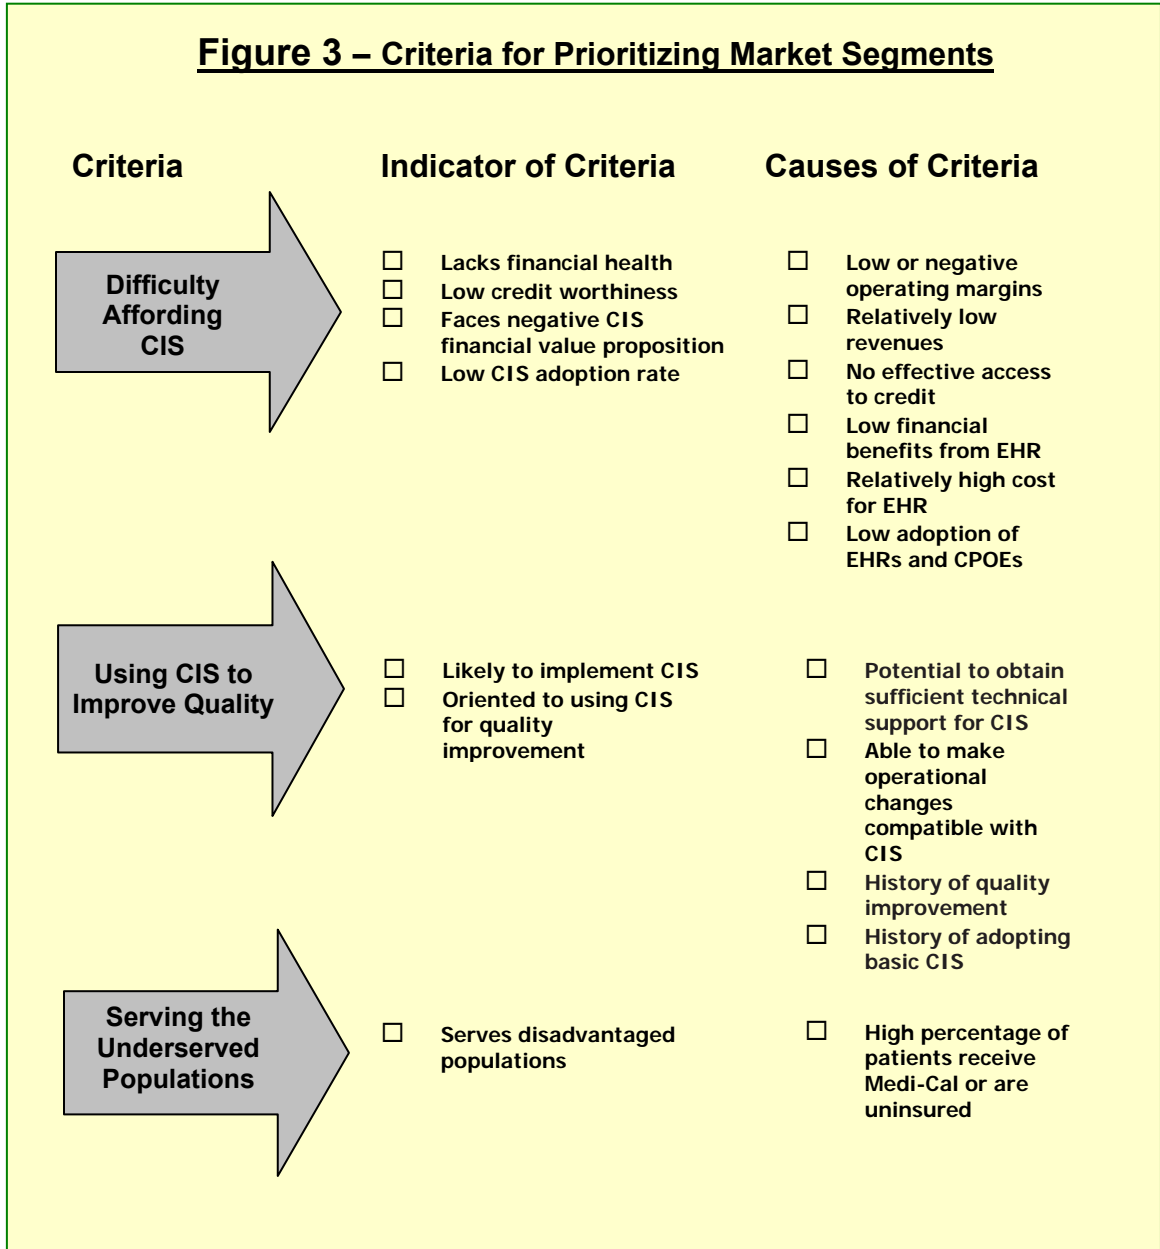 Figure 3 – Criteria for Prioritizing Market Segments
Criteria
Indicator of Criteria
Causes of Criteria
Difficulty
Affording
CIS
☐ Lacks financial health
☐ Low credit worthiness
☐ Faces negative CIS
financial value proposition
☐ Low CIS adoption rate
☐ Low or negative
operating margins
☐ Relatively low
revenues
☐ No effective access
to credit
☐ Low financial
benefits from EHR
☐ Relatively high cost
for EHR
☐ Low adoption of
EHRs and CPOEs
Using CIS to
Improve Quality
☐ Likely to implement CIS
☐ Oriented to using CIS
for quality
improvement
☐ Potential to obtain
sufficient technical
support for CIS
☐ Able to make
operational
changes
compatible with
CIS
☐ History of quality
improvement
☐ History of adopting
basic CIS
Serving the
Underserved
Populations
☐ Serves disadvantaged
populations
☐ High percentage of
patients receive
Medi-Cal or are
uninsured